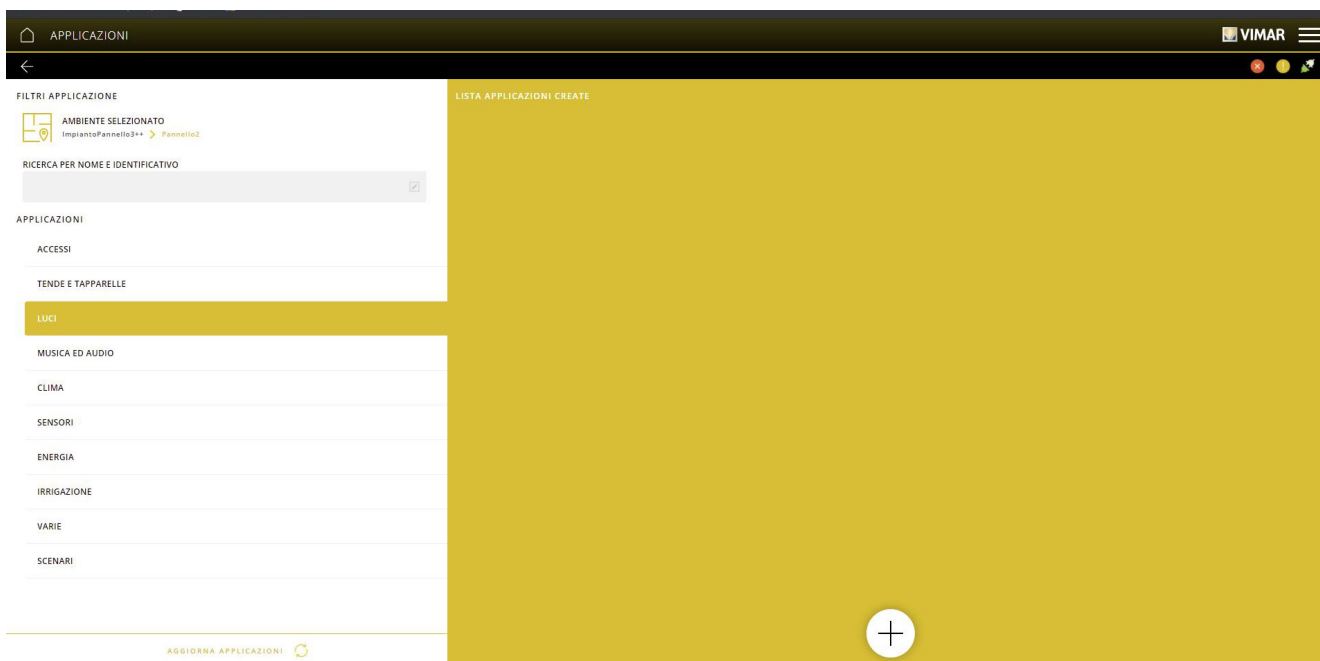 APPLICAZIONI
VIMAR
FILTRI APPLICAZIONE
LISTA APPLICAZIONI CREATE
AMBIENTE SELEZIONATO
ImpiantoPannello3++ > Pannello2
RICERCA PER NOME E IDENTIFICATIVO
APPLICAZIONI
ACCESSI
TENDE E TAPPARELLE
LUCI
MUSICA ED AUDIO
CLIMA
SENSORI
ENERGIA
IRRIGAZIONE
VARIE
SCENARI
AGGIORNA APPLICAZIONI